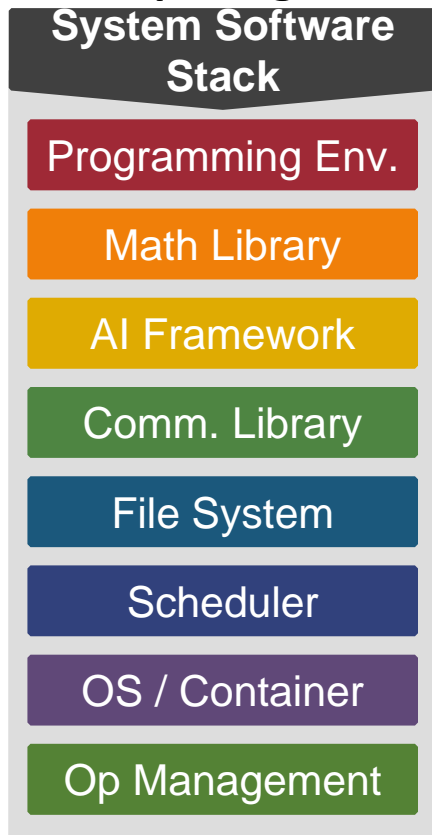 System Software
Stack
Programming Env.
Math Library
AI Framework
Comm. Library
File System
Scheduler
OS / Container
Op Management